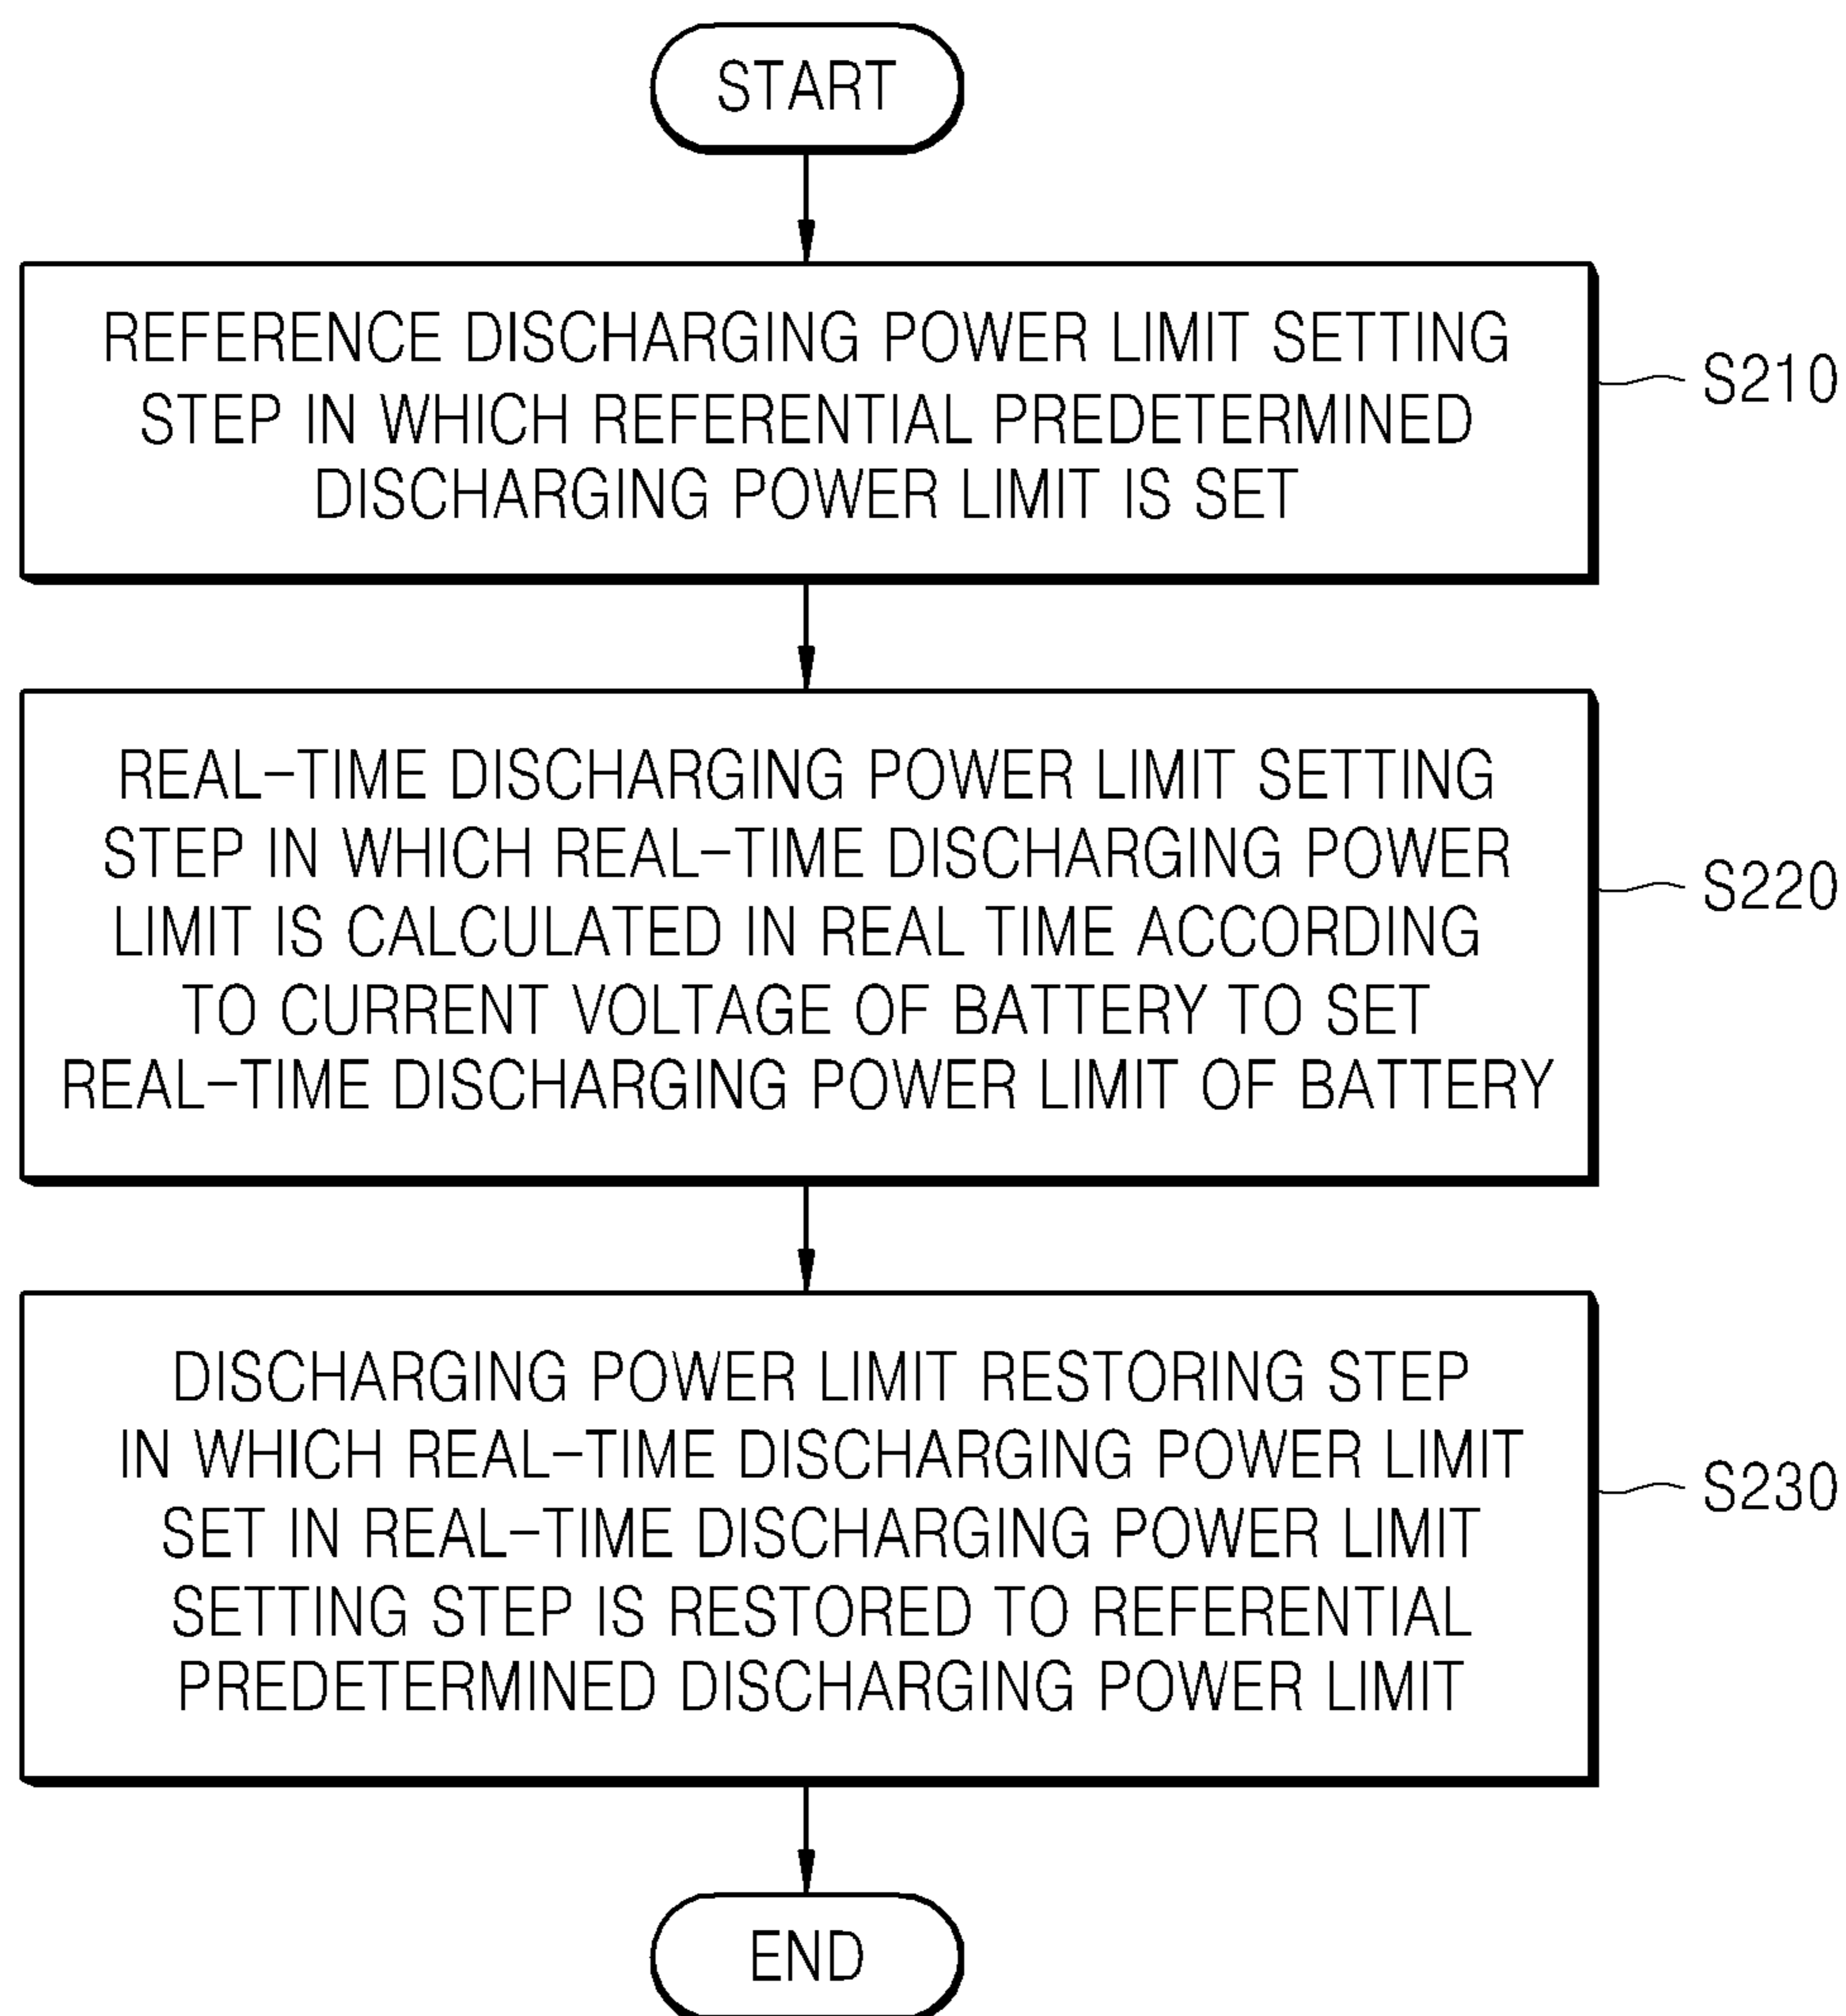 START
REFERENCE DISCHARGING POWER LIMIT SETTING
STEP IN WHICH REFERENTIAL PREDETERMINED
DISCHARGING POWER LIMIT IS SET
S210
REAL-TIME DISCHARGING POWER LIMIT SETTING
STEP IN WHICH REAL-TIME DISCHARGING POWER
LIMIT IS CALCULATED IN REAL TIME ACCORDING
TO CURRENT VOLTAGE OF BATTERY TO SET
REAL-TIME DISCHARGING POWER LIMIT OF BATTERY
S220
DISCHARGING POWER LIMIT RESTORING STEP
IN WHICH REAL-TIME DISCHARGING POWER LIMIT
SET IN REAL-TIME DISCHARGING POWER LIMIT
SETTING STEP IS RESTORED TO REFERENTIAL
PREDETERMINED DISCHARGING POWER LIMIT
S230
END